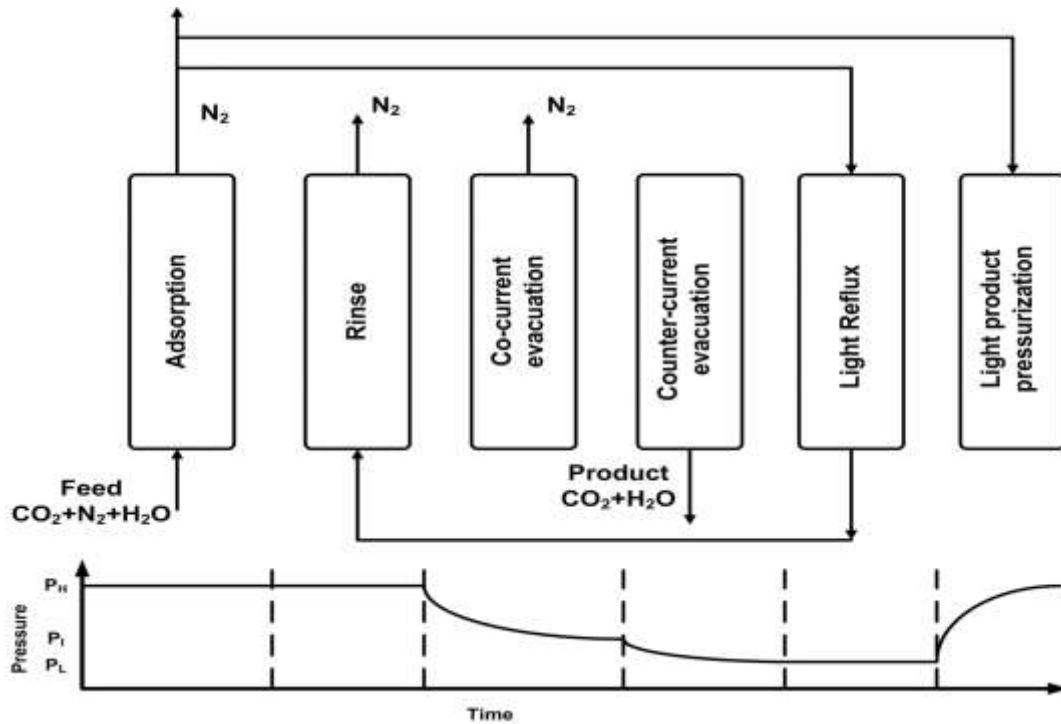 N₂
N₂
N₂
Adsorption
Rinse
Co-current
evacuation
Counter-current
evacuation
Light Reflux
Light product
pressurization
Feed
CO₂+N₂+H₂O
Product
CO₂+H₂O
Pressure
P_H
P_I
P_L
Time